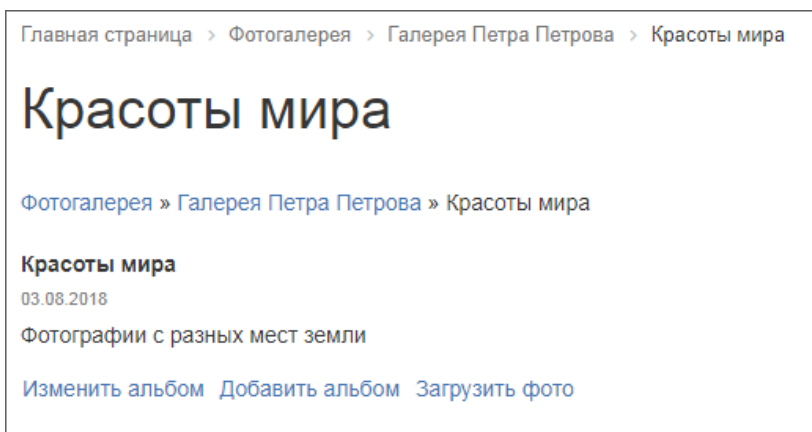 Главная страница > Фотогалерея > Галерея Петра Петрова > Красоты мира
Красоты мира
Фотогалерея » Галерея Петра Петрова » Красоты мира
Красоты мира
03.08.2018
Фотографии с разных мест земли
Изменить альбом Добавить альбом Загрузить фото